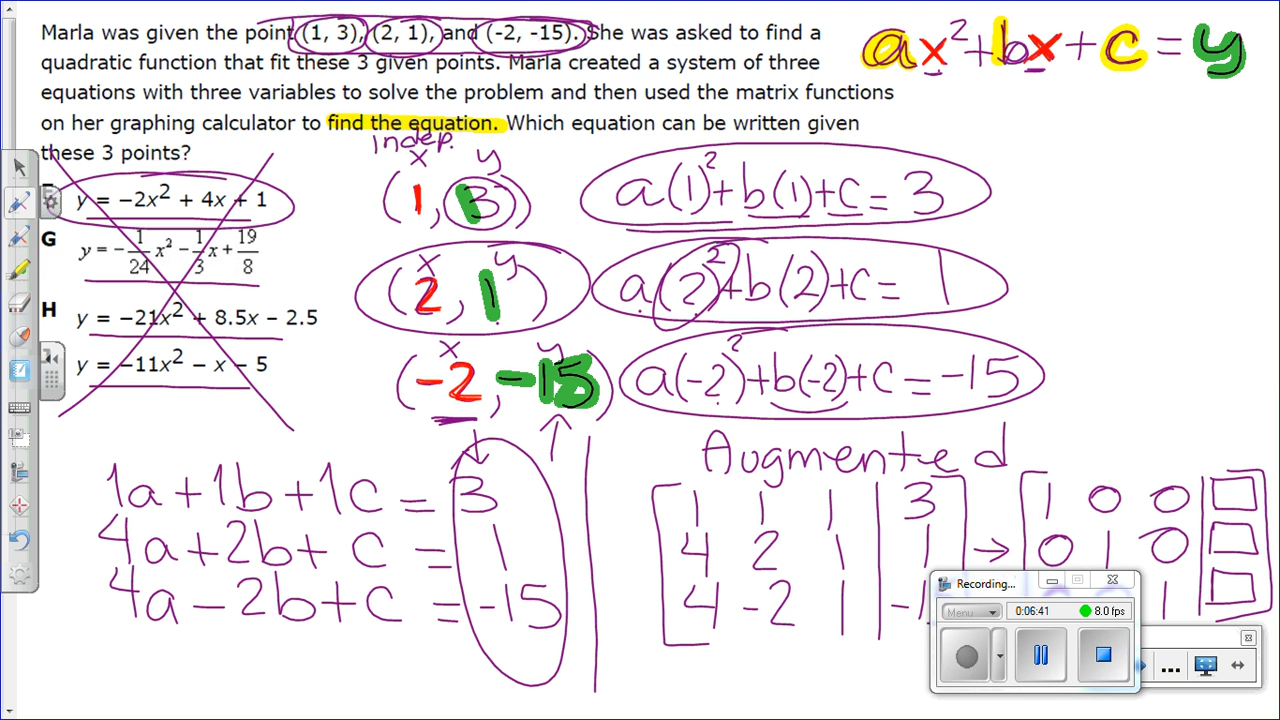 Marla was given the point (1, 3), (2, 1), and (-2, -15). She was asked to find a
quadratic function that fit these 3 given points. Marla created a system of three
equations with three variables to solve the problem and then used the matrix functions
on her graphing calculator to find the equation. Which equation can be written given
these 3 points?
ax² + bx + c = y
y = −2x² + 4x + 1
G y = −1/24 x² − 1/3 x + 19/8
H y = −21x² + 8.5x − 2.5
y = −11x² − x − 5
indep.
x y
(1, 3) a(1)² + b(1) + c = 3
x y
(2, 1) a(2)² + b(2) + c = 1
x y
(-2, -15) a(-2)² + b(-2) + c = -15
1a + 1b + 1c = 3
4a + 2b + c = 1
4a - 2b + c = -15
Augmented
1 1 1 | 3 → 1 0 0
4 2 1 | 1 0 1 0
4 -2 1 | 1
Recording...
Menu 0:06:41 8.0 fps
...